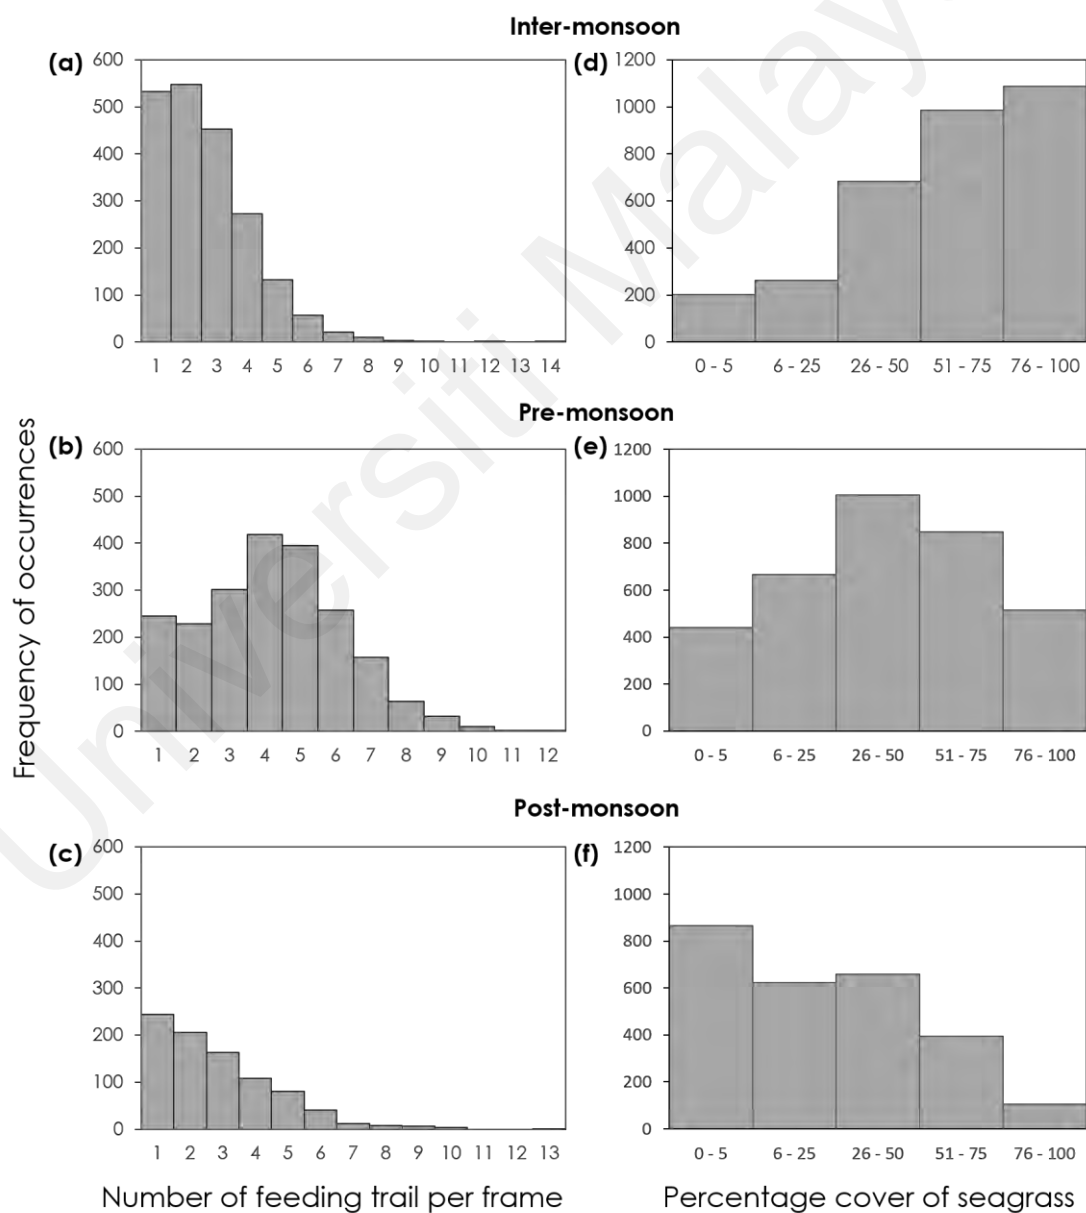 Inter-monsoon
(a)
600
500
400
300
200
100
0
1 2 3 4 5 6 7 8 9 10 11 12 13 14
(d)
1200
1000
800
600
400
200
0
0 - 5 6 - 25 26 - 50 51 - 75 76 - 100
Pre-monsoon
(b)
600
500
400
300
200
100
0
1 2 3 4 5 6 7 8 9 10 11 12
(e)
1200
1000
800
600
400
200
0
0 - 5 6 - 25 26 - 50 51 - 75 76 - 100
Post-monsoon
(c)
600
500
400
300
200
100
0
1 2 3 4 5 6 7 8 9 10 11 12 13
(f)
1200
1000
800
600
400
200
0
0 - 5 6 - 25 26 - 50 51 - 75 76 - 100
Frequency of occurrences
Number of feeding trail per frame
Percentage cover of seagrass
Universiti Malay